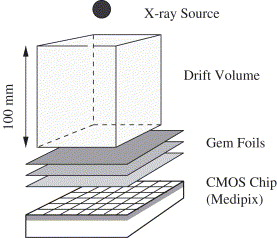 X-ray Source
Drift Volume
100 mm
Gem Foils
CMOS Chip
(Medipix)